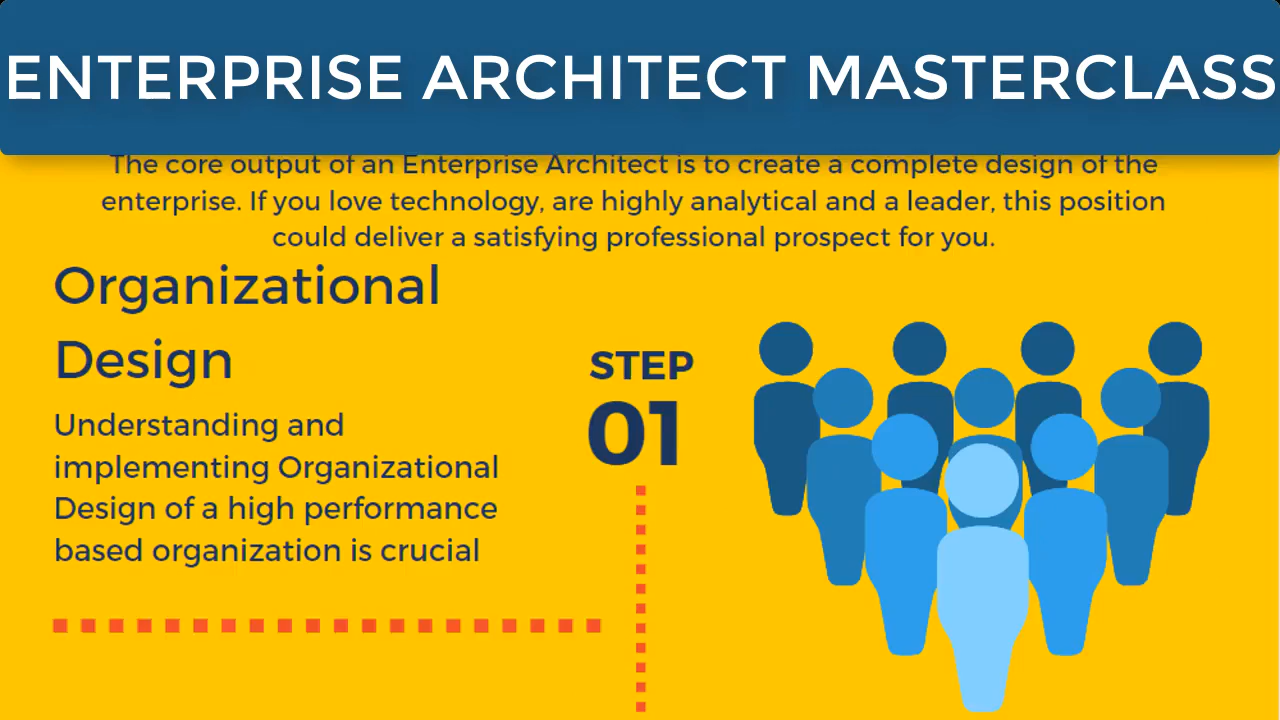 ENTERPRISE ARCHITECT MASTERCLASS
The core output of an Enterprise Architect is to create a complete design of the
enterprise. If you love technology, are highly analytical and a leader, this position
could deliver a satisfying professional prospect for you.
Organizational
Design
Understanding and
implementing Organizational
Design of a high performance
based organization is crucial
STEP
01